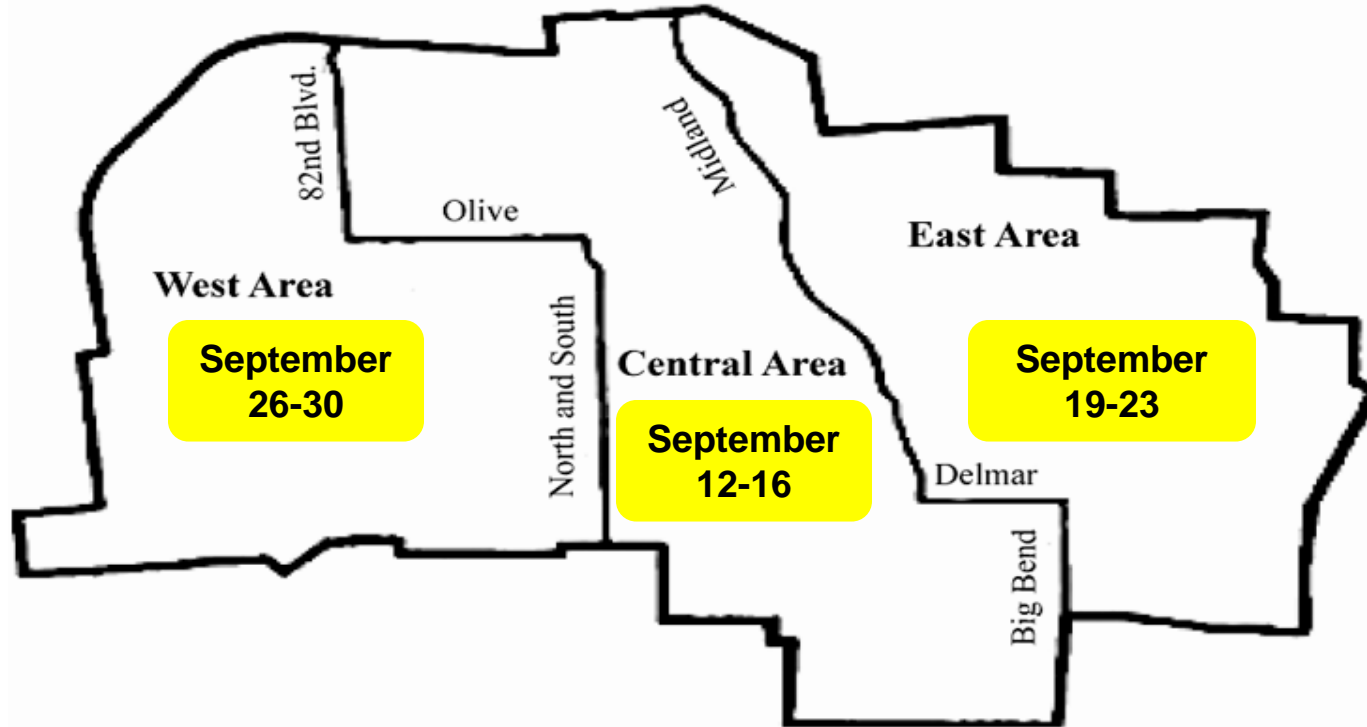 82nd Blvd.
Midland
Olive
East Area
West Area
September
26-30
North and South
Central Area
September
12-16
September
19-23
Delmar
Big Bend